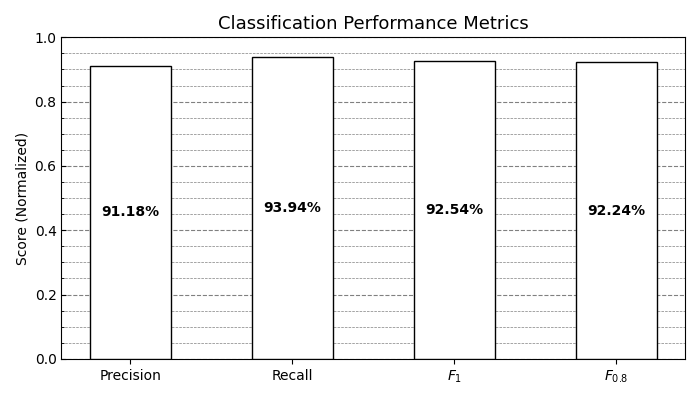 Classification Performance Metrics
Score (Normalized)
1.0
0.8
0.6
0.4
0.2
0.0
91.18%
93.94%
92.54%
92.24%
Precision
Recall
F₁
F₀.₈